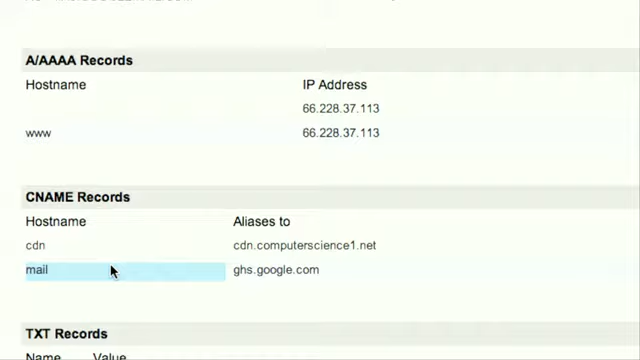 A/AAAA Records
Hostname IP Address
66.228.37.113
www 66.228.37.113
CNAME Records
Hostname Aliases to
cdn cdn.computerscience1.net
mail ghs.google.com
TXT Records
Name Value